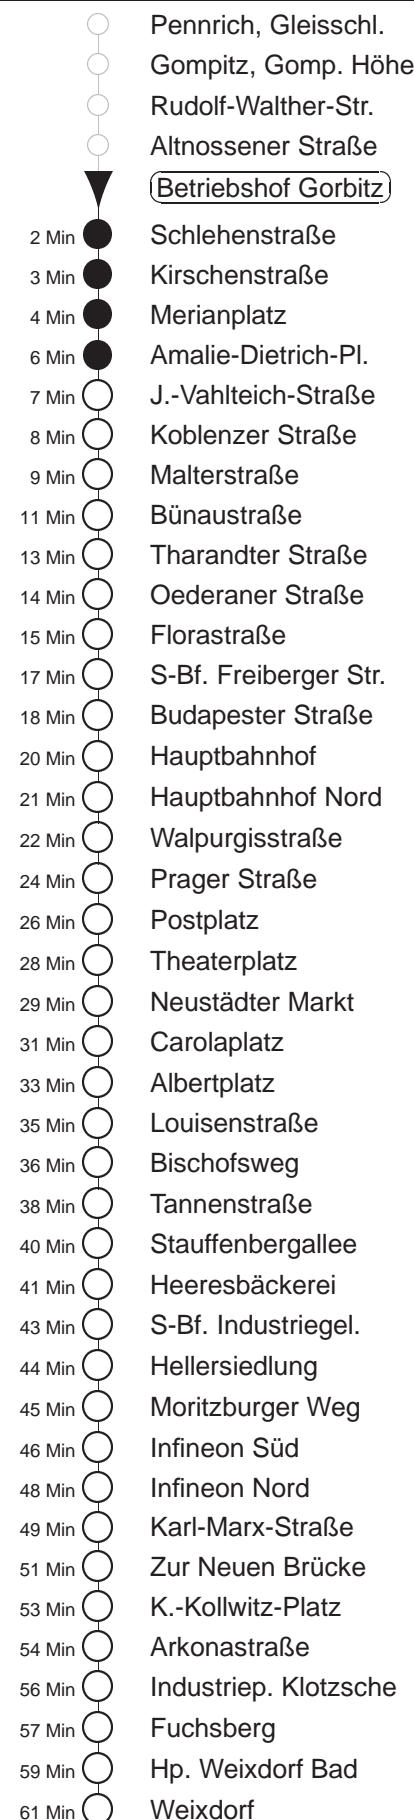 Pennrich, Gleisschl.
Gompitz, Gomp. Höhe
Rudolf-Walther-Str.
Altnossener Straße
Betriebshof Gorbitz
2 Min Schlehenstraße
3 Min Kirschenstraße
4 Min Merianplatz
6 Min Amalie-Dietrich-Pl.
7 Min J.-Vahlteich-Straße
8 Min Koblenzer Straße
9 Min Malterstraße
11 Min Bünaustraße
13 Min Tharandter Straße
14 Min Oederaner Straße
15 Min Florastraße
17 Min S-Bf. Freiberger Str.
18 Min Budapester Straße
20 Min Hauptbahnhof
21 Min Hauptbahnhof Nord
22 Min Walpurgisstraße
24 Min Prager Straße
26 Min Postplatz
28 Min Theaterplatz
29 Min Neustädter Markt
31 Min Carolaplatz
33 Min Albertplatz
35 Min Louisenstraße
36 Min Bischofsweg
38 Min Tannenstraße
40 Min Stauffenbergallee
41 Min Heeresbäckerei
43 Min S-Bf. Industriegel.
44 Min Hellersiedlung
45 Min Moritzburger Weg
46 Min Infineon Süd
48 Min Infineon Nord
49 Min Karl-Marx-Straße
51 Min Zur Neuen Brücke
53 Min K.-Kollwitz-Platz
54 Min Arkonastraße
56 Min Industriep. Klotzsche
57 Min Fuchsberg
59 Min Hp. Weixdorf Bad
61 Min Weixdorf